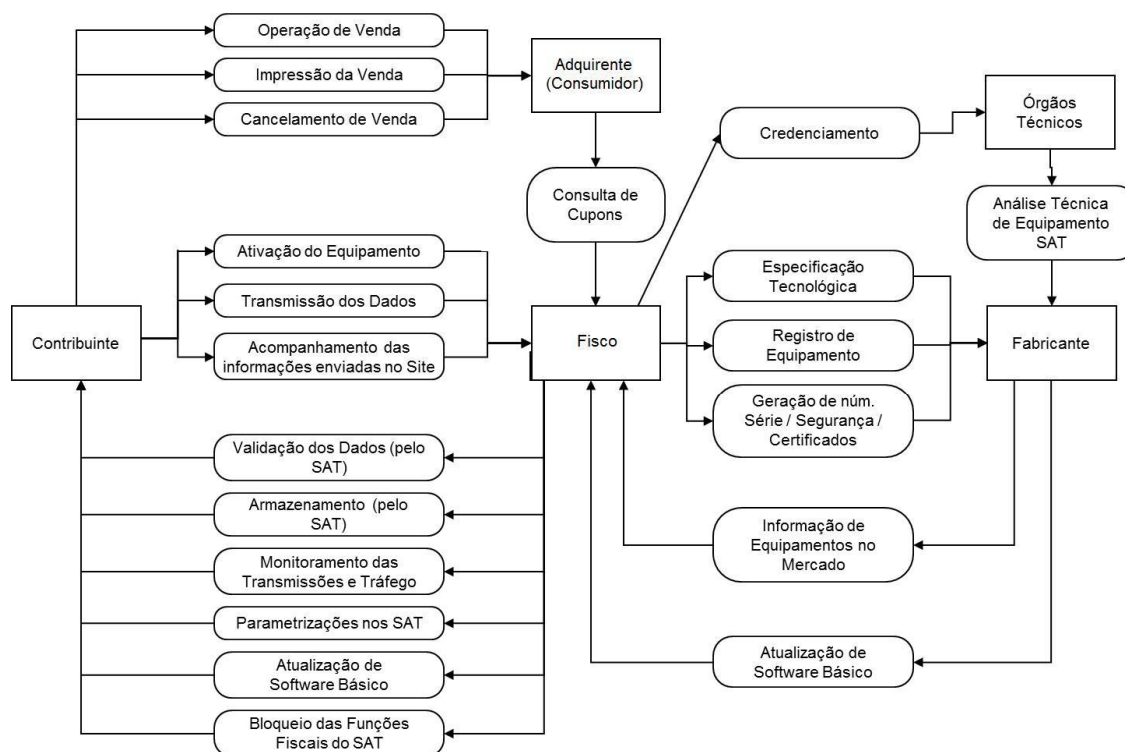 Operação de Venda
Impressão da Venda
Cancelamento de Venda
Adquirente
(Consumidor)
Credenciamento
Órgãos
Técnicos
Consulta de
Cupons
Análise Técnica
de Equipamento
SAT
Contribuinte
Ativação do Equipamento
Transmissão dos Dados
Acompanhamento das
informações enviadas no Site
Fisco
Especificação
Tecnológica
Registro de
Equipamento
Geração de núm.
Série / Segurança /
Certificados
Fabricante
Validação dos Dados (pelo
SAT)
Armazenamento (pelo
SAT)
Monitoramento das
Transmissões e Tráfego
Parametrizações nos SAT
Atualização de
Software Básico
Bloqueio das Funções
Fiscais do SAT
Informação de
Equipamentos no
Mercado
Atualização de
Software Básico